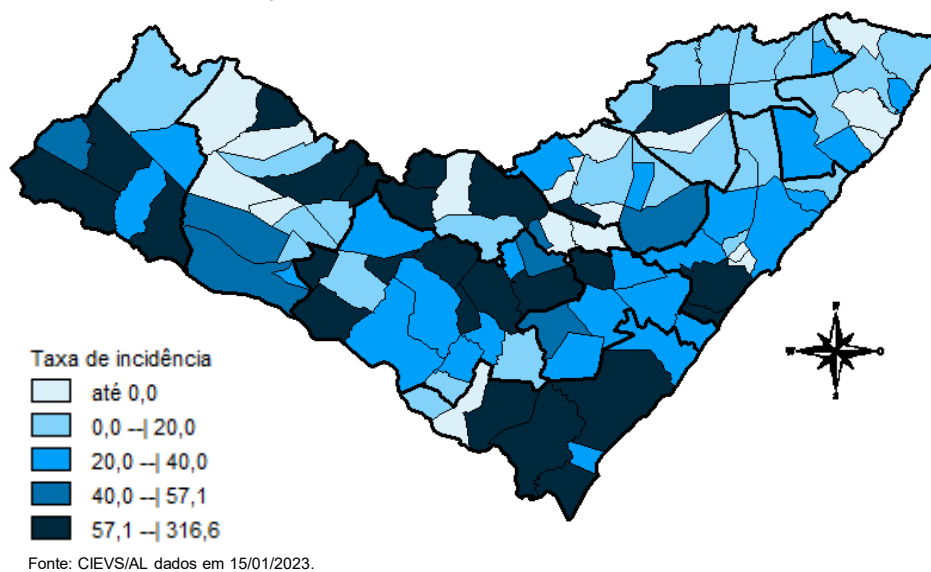 Taxa de incidência
até 0,0
0,0 --| 20,0
20,0 --| 40,0
40,0 --| 57,1
57,1 --| 316,6
Fonte: CIEVS/AL dados em 15/01/2023.